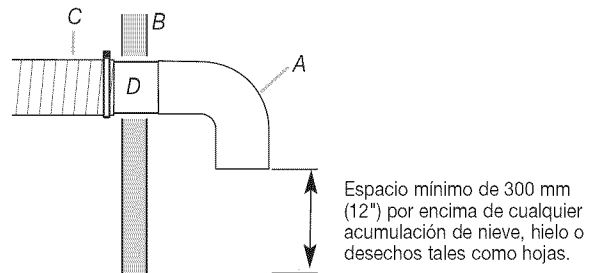 C
B
A
D
Espacio mínimo de 300 mm
(12") por encima de cualquier
acumulación de nieve, hielo o
desechos tales como hojas.